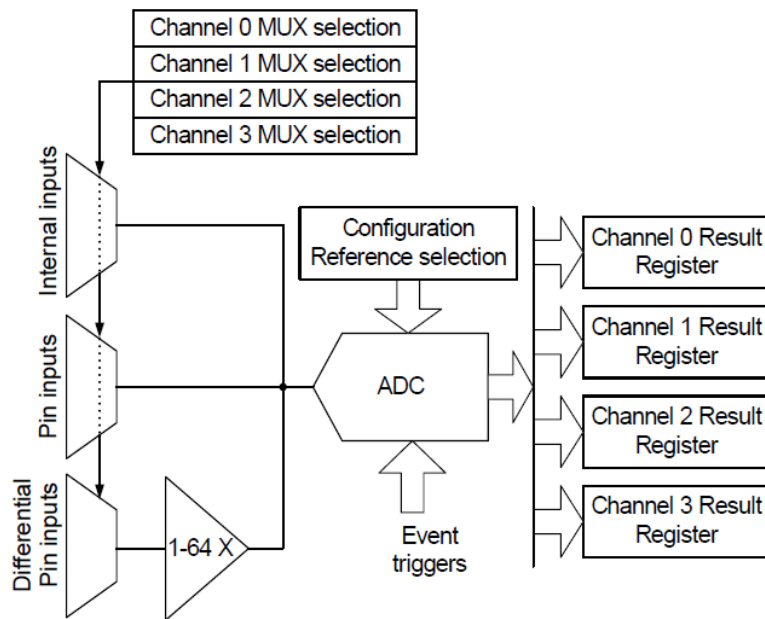 Channel 0 MUX selection
Channel 1 MUX selection
Channel 2 MUX selection
Channel 3 MUX selection
Internal inputs
Pin inputs
Differential
Pin inputs
1-64 X
Configuration
Reference selection
ADC
Event
triggers
Channel 0 Result
Register
Channel 1 Result
Register
Channel 2 Result
Register
Channel 3 Result
Register